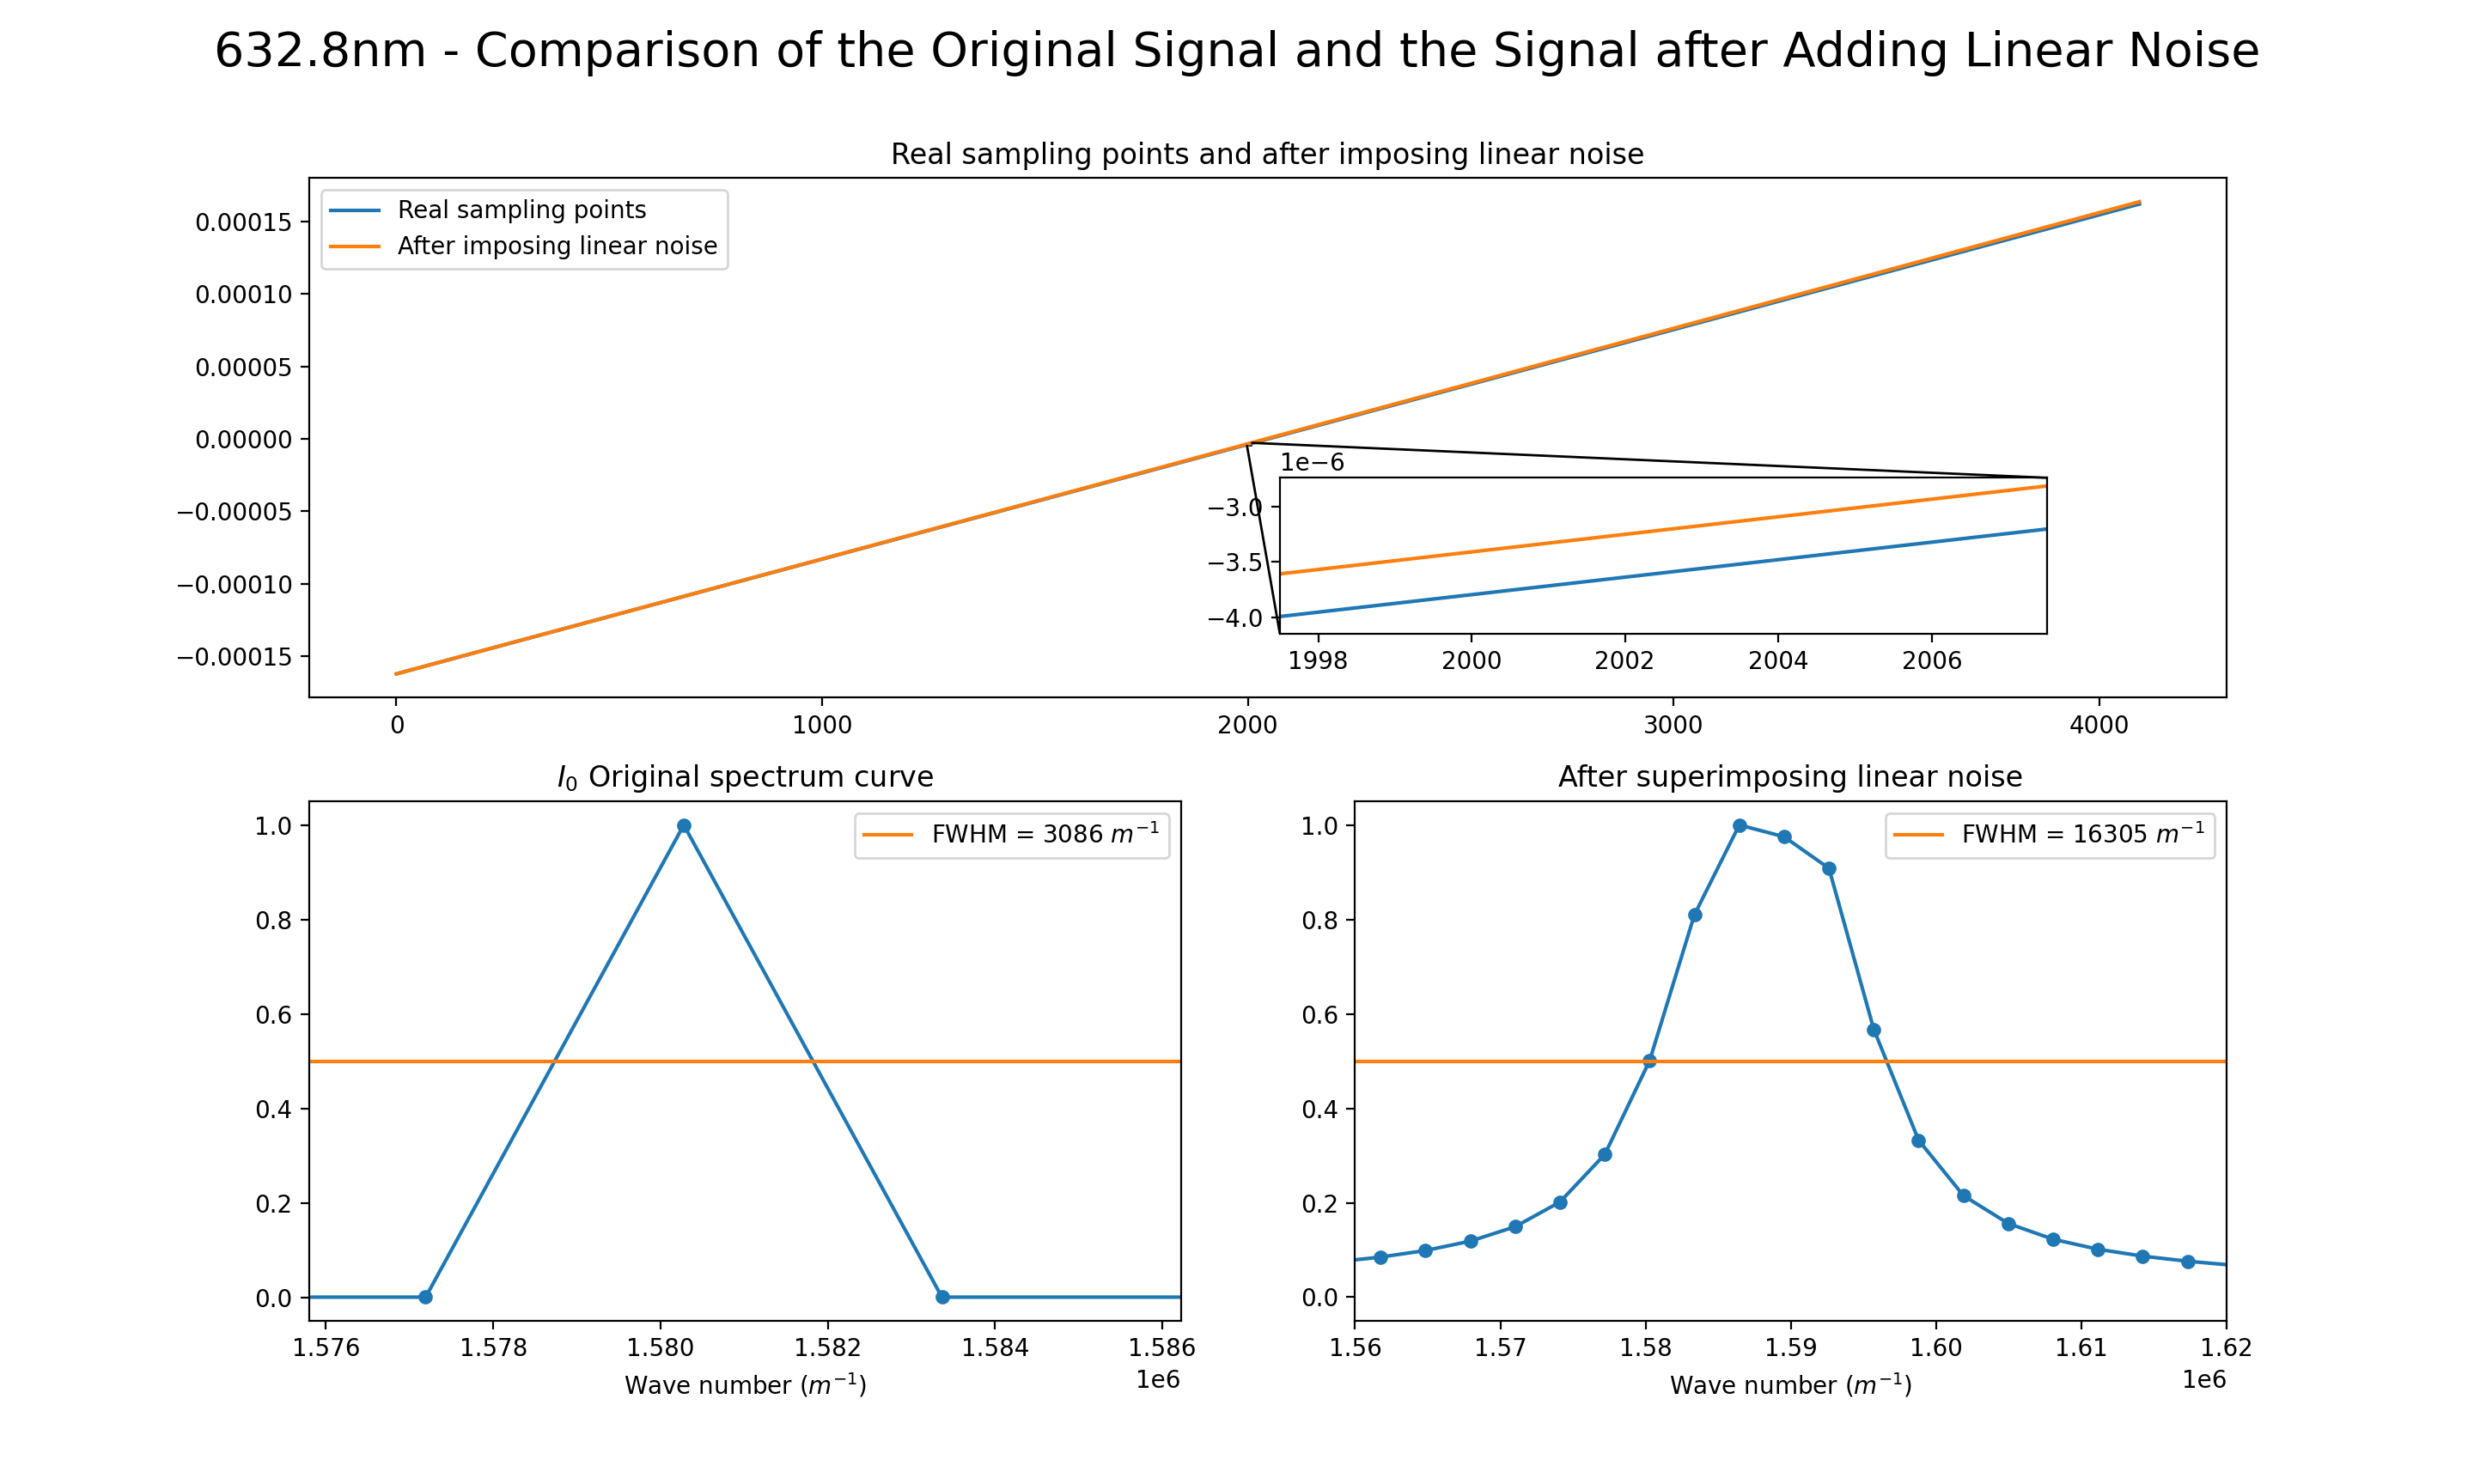 632.8nm - Comparison of the Original Signal and the Signal after Adding Linear Noise
Real sampling points and after imposing linear noise
Real sampling points
After imposing linear noise
0.00015
0.00010
0.00005
0.00000
−0.00005
−0.00010
−0.00015
1e−6
−3.0
−3.5
−4.0
1998 2000 2002 2004 2006
0 1000 2000 3000 4000
I₀ Original spectrum curve
FWHM = 3086 m⁻¹
1.0
0.8
0.6
0.4
0.2
0.0
1.576 1.578 1.580 1.582 1.584 1.586
1e6
Wave number (m⁻¹)
After superimposing linear noise
FWHM = 16305 m⁻¹
1.0
0.8
0.6
0.4
0.2
0.0
1.56 1.57 1.58 1.59 1.60 1.61 1.62
1e6
Wave number (m⁻¹)